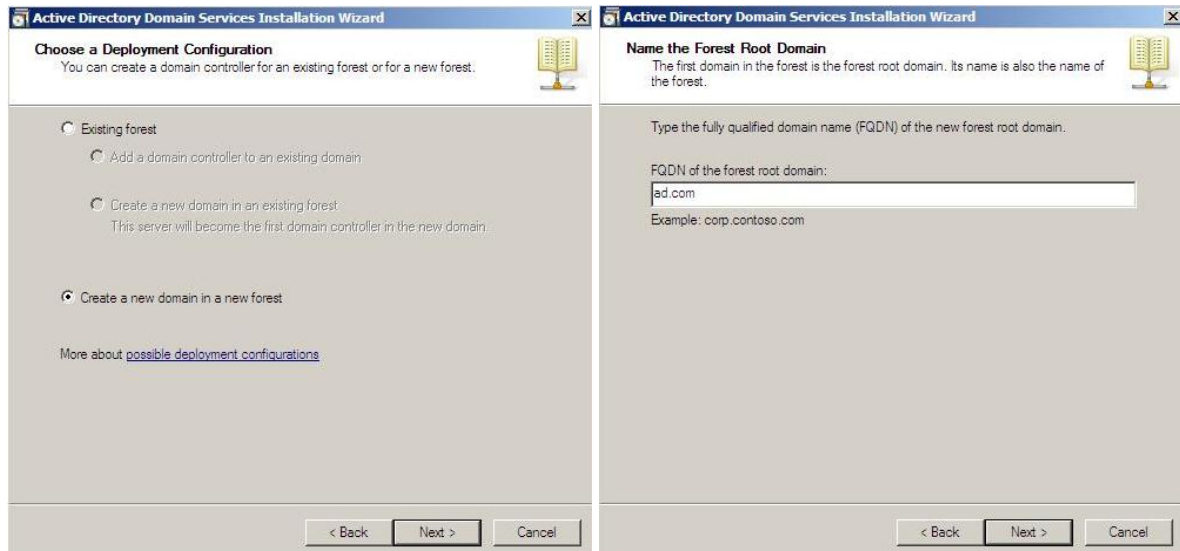 Active Directory Domain Services Installation Wizard
Choose a Deployment Configuration
You can create a domain controller for an existing forest or for a new forest.
Existing forest
Add a domain controller to an existing domain
Create a new domain in an existing forest
This server will become the first domain controller in the new domain.
Create a new domain in a new forest
More about possible deployment configurations
< Back
Next >
Cancel
Active Directory Domain Services Installation Wizard
Name the Forest Root Domain
The first domain in the forest is the forest root domain. Its name is also the name of
the forest.
Type the fully qualified domain name (FQDN) of the new forest root domain.
FQDN of the forest root domain:
ad.com
Example: corp.contoso.com
< Back
Next >
Cancel